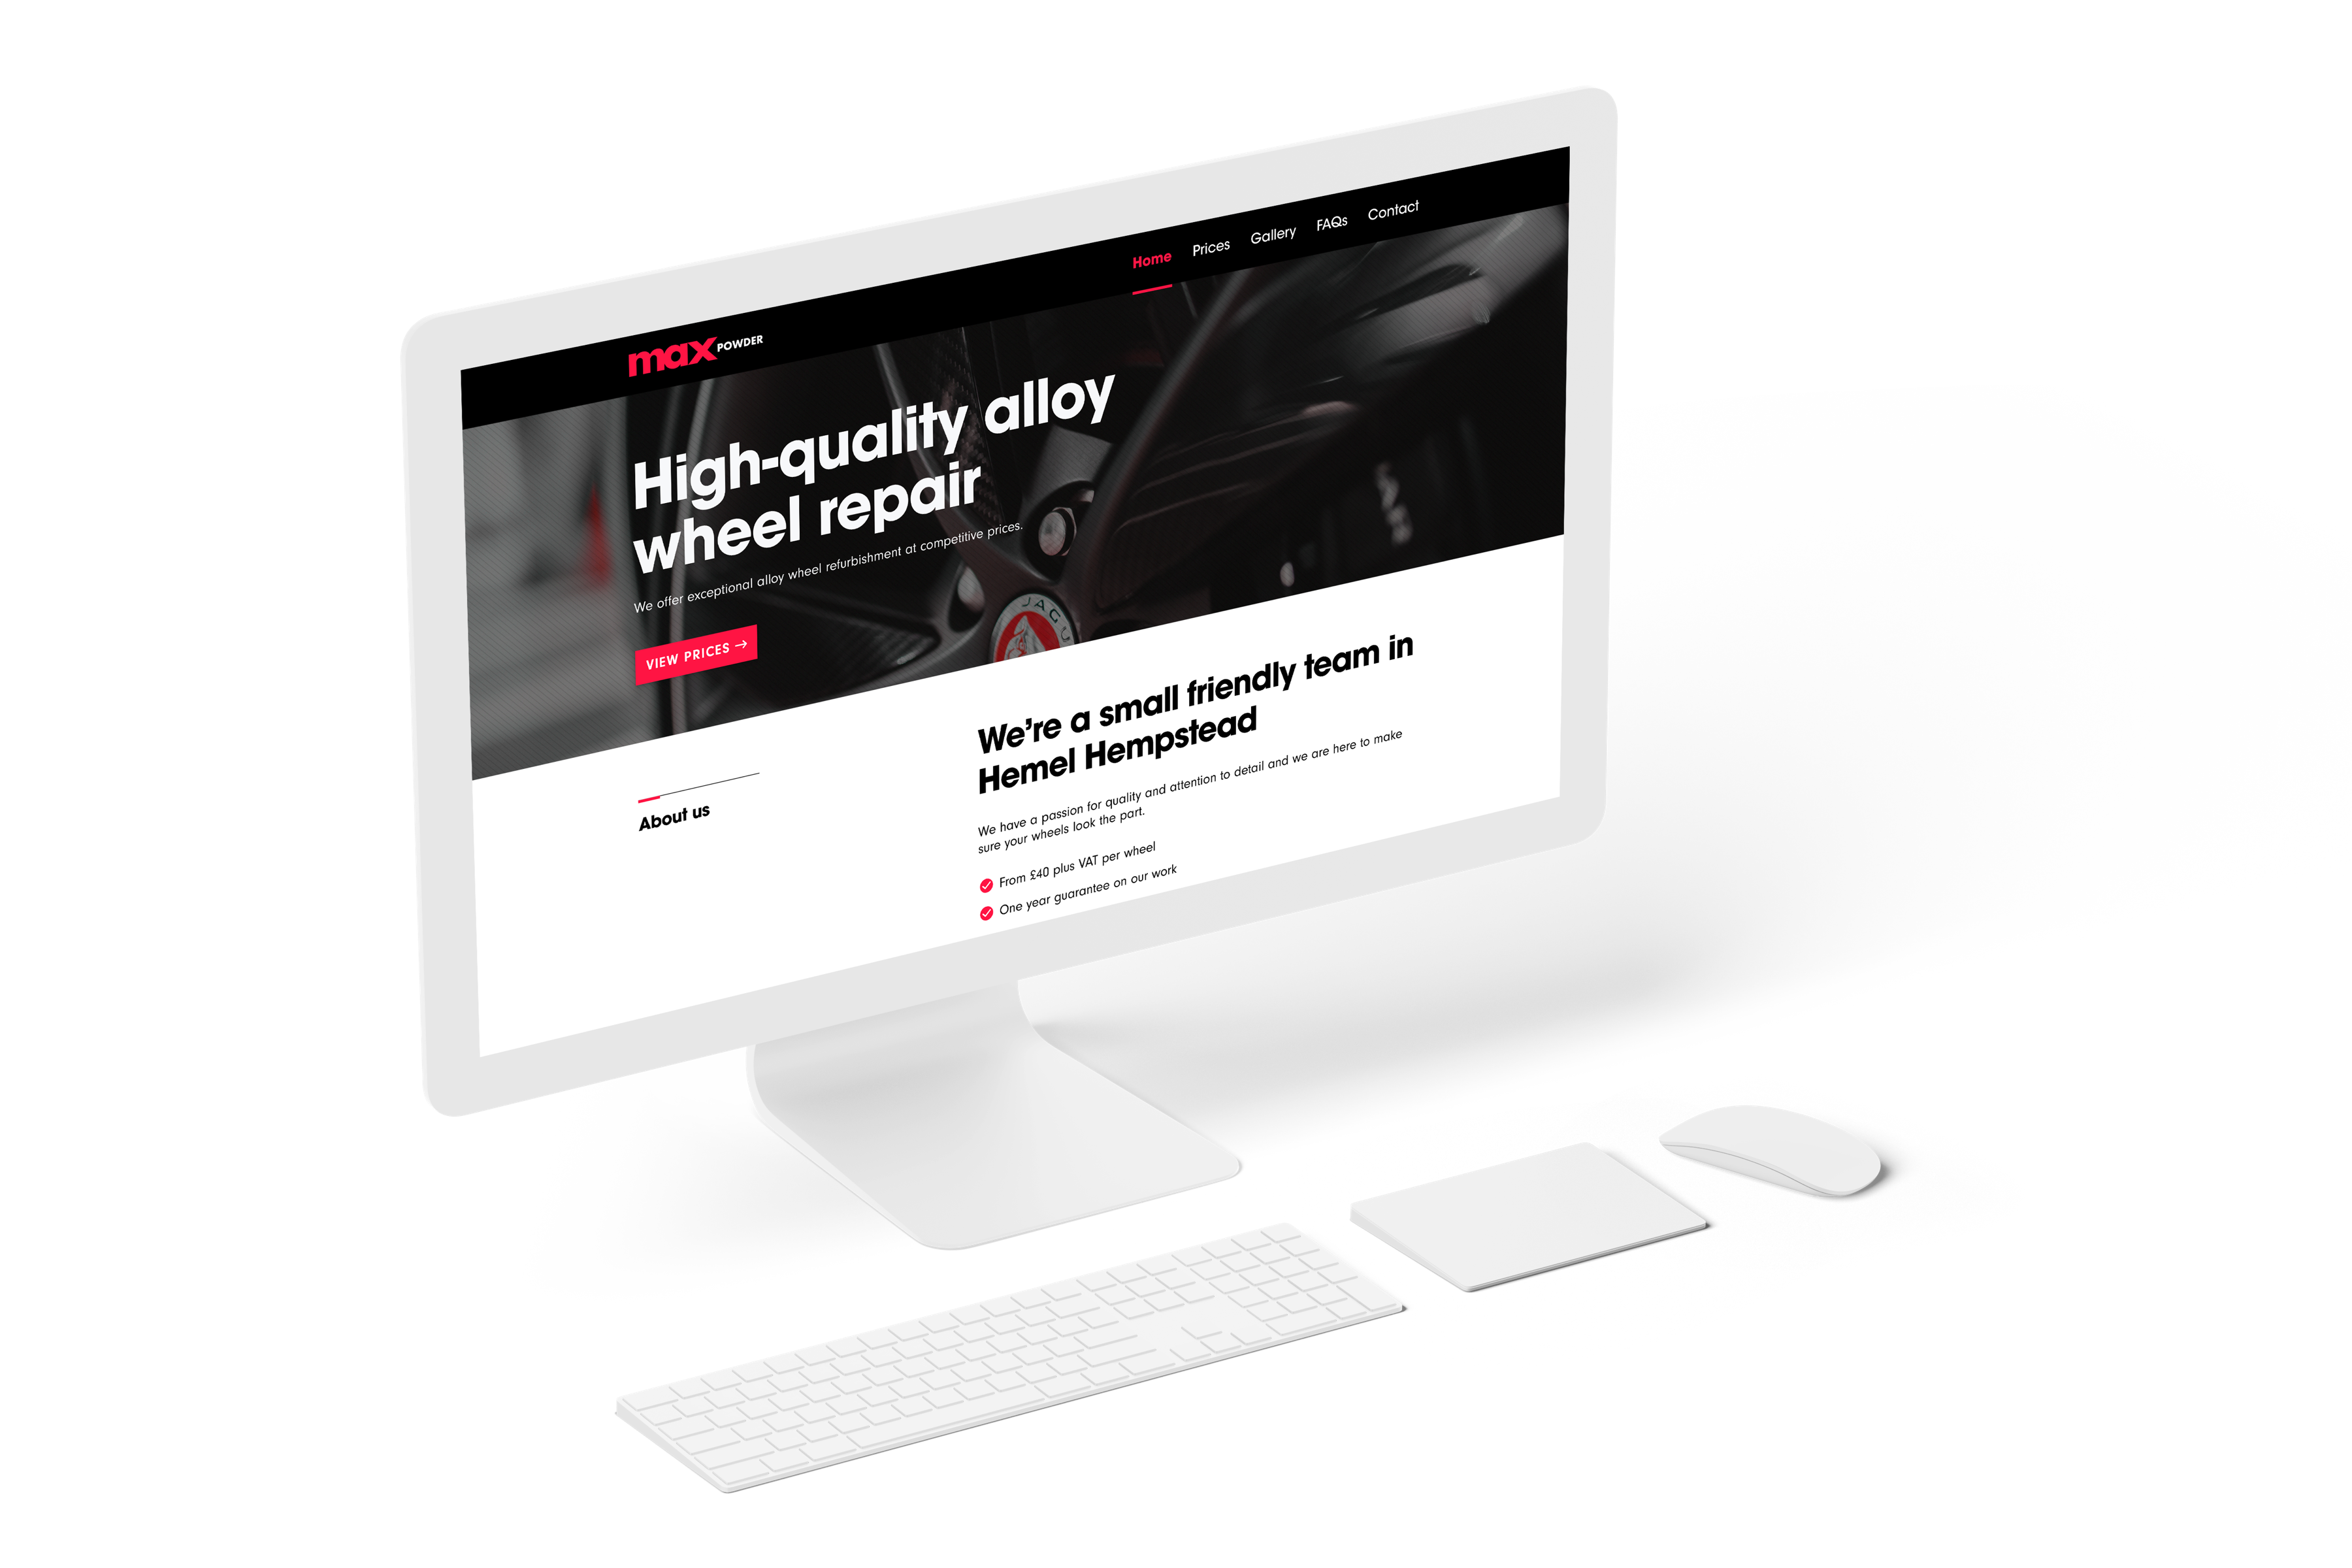 max POWDER
Home Prices Gallery FAQs Contact
High-quality alloy
wheel repair
We offer exceptional alloy wheel refurbishment at competitive prices.
VIEW PRICES →
JAGU
About us
We're a small friendly team in
Hemel Hempstead
We have a passion for quality and attention to detail and we are here to make
sure your wheels look the part.
From £40 plus VAT per wheel
One year guarantee on our work